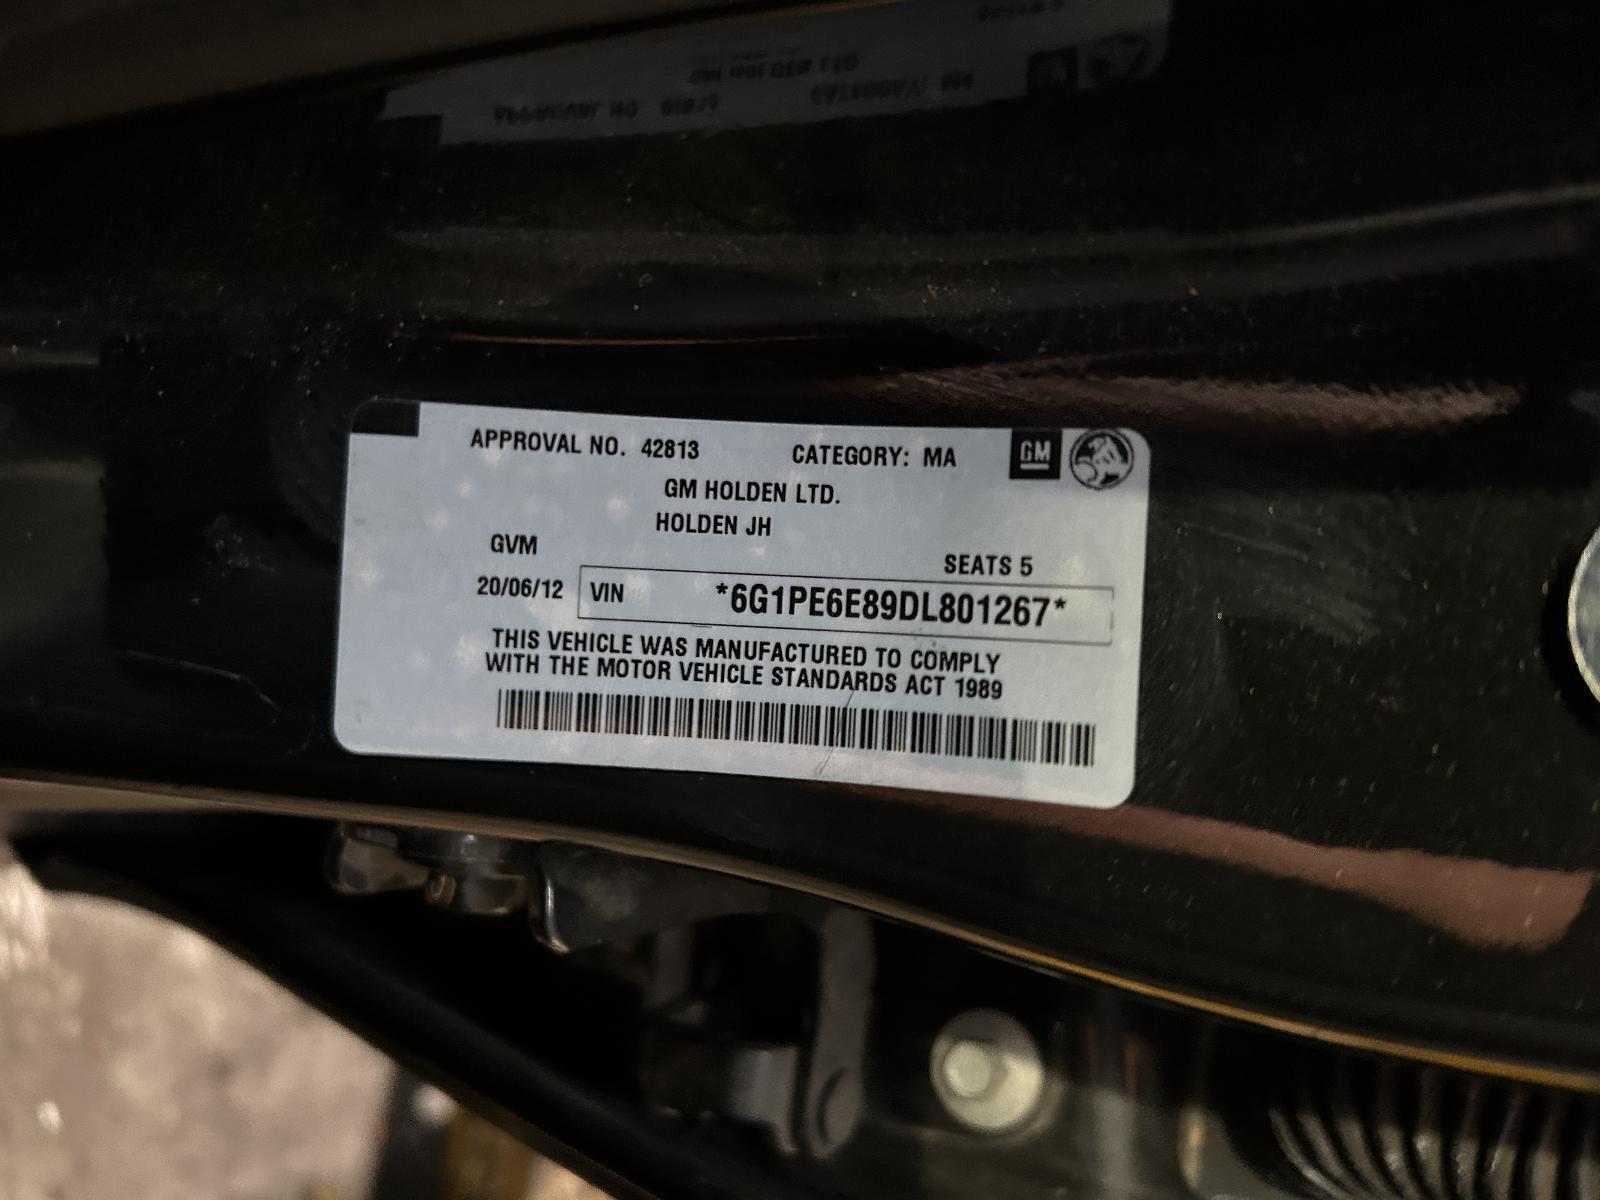 APPROVAL NO. 42813 CATEGORY: MA GM
GM HOLDEN LTD.
HOLDEN JH
GVM SEATS 5
20/06/12 VIN *6G1PE6E89DL801267*
THIS VEHICLE WAS MANUFACTURED TO COMPLY
WITH THE MOTOR VEHICLE STANDARDS ACT 1989